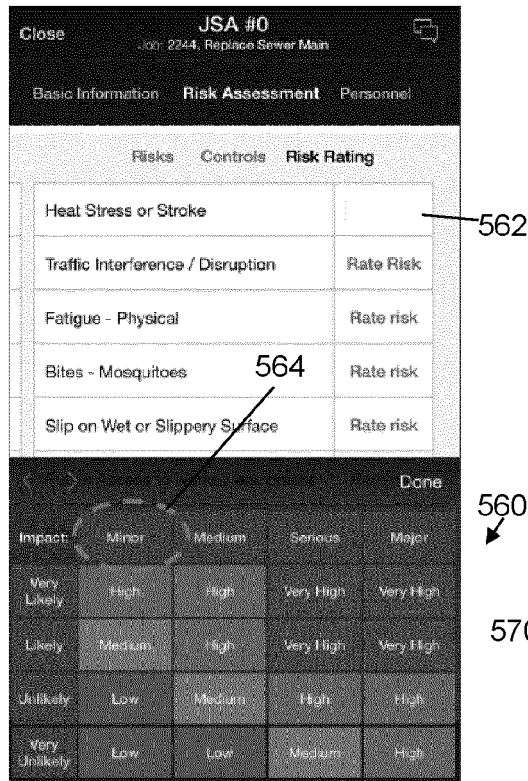 Close
JSA #0
Job: 2244, Replace Sewer Main
Basic Information Risk Assessment Personnel
Risks Controls Risk Rating
Heat Stress or Stroke
562
Traffic Interference / Disruption Rate Risk
Fatigue - Physical Rate risk
Bites - Mosquitoes Rate risk
564
Slip on Wet or Slippery Surface Rate risk
Done
560
Impact: Minor Medium Serious Major
Very Likely High High Very High Very High
570
Likely Medium High Very High Very High
Unlikely Low Medium High High
Very Unlikely Low Low Medium High